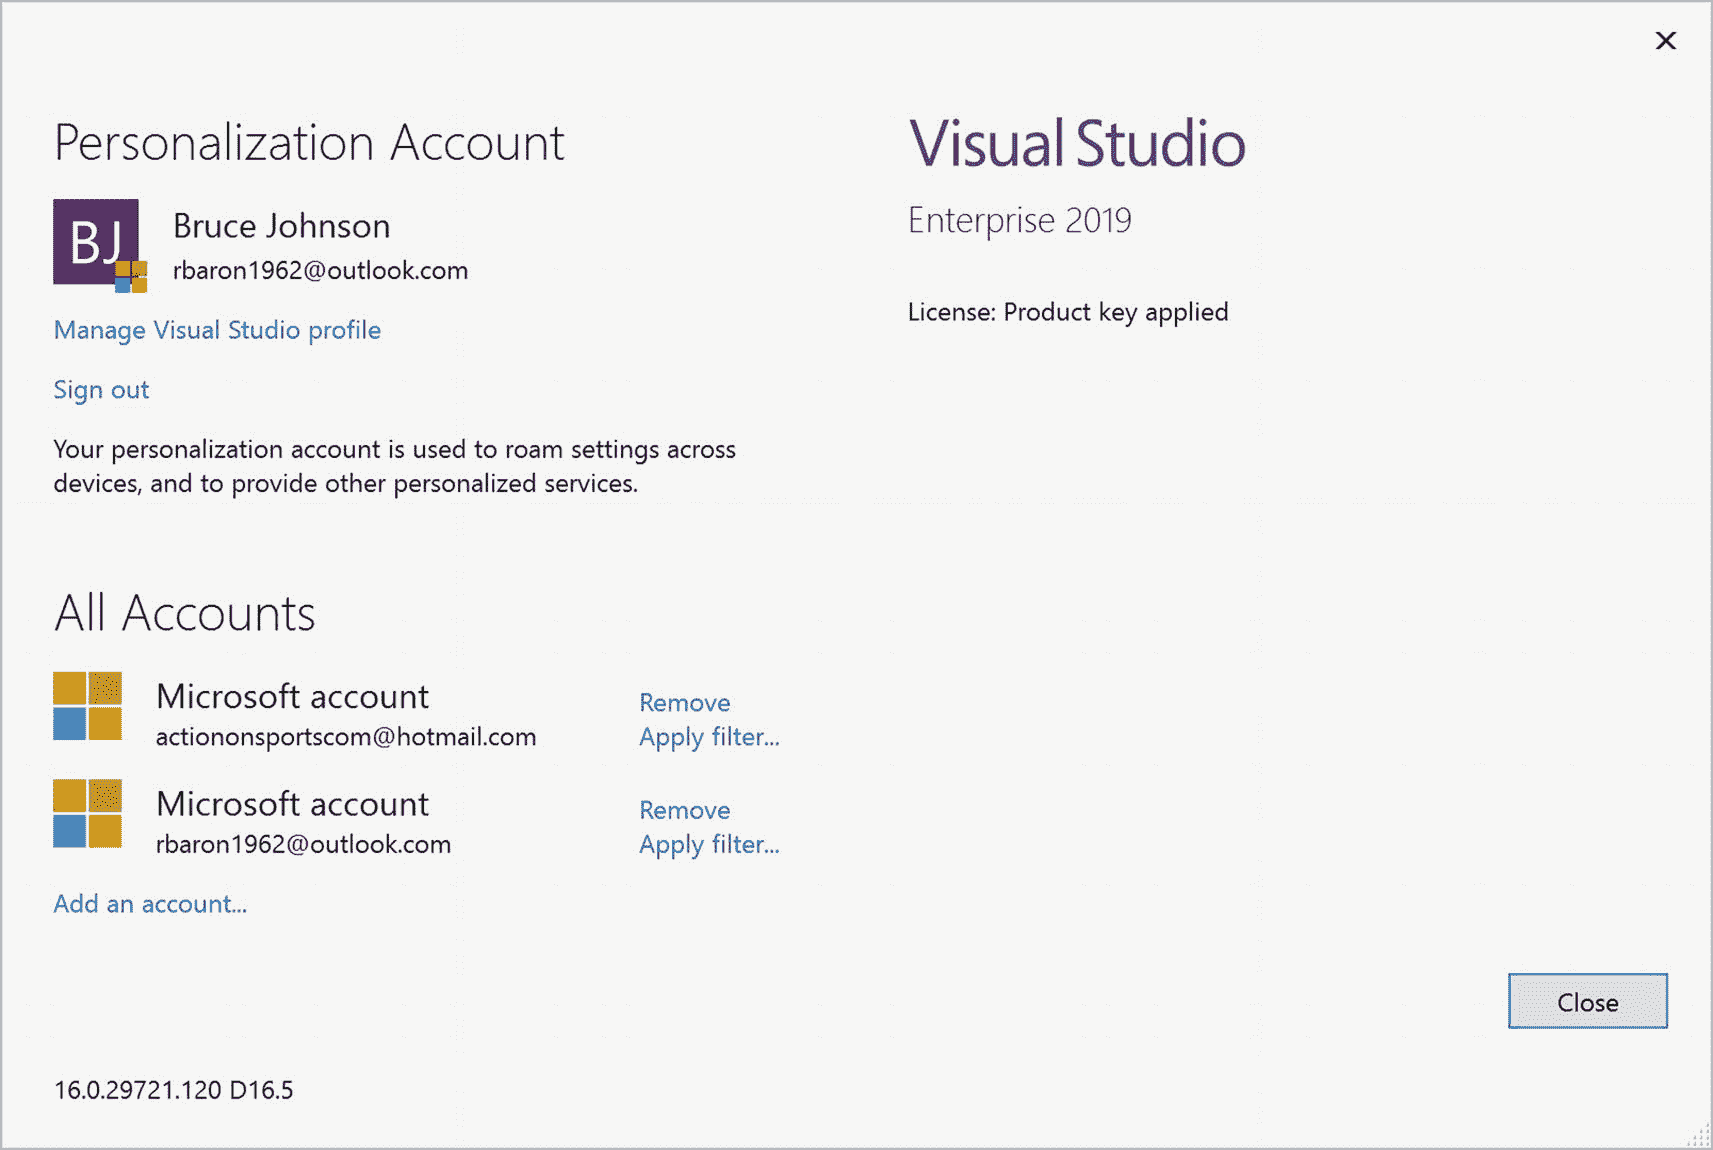 Personalization Account
BJ
Bruce Johnson
rbaron1962@outlook.com
Manage Visual Studio profile
Sign out
Your personalization account is used to roam settings across
devices, and to provide other personalized services.
All Accounts
Microsoft account
actiononsportscom@hotmail.com
Remove
Apply filter...
Microsoft account
rbaron1962@outlook.com
Remove
Apply filter...
Add an account...
16.0.29721.120 D16.5
Visual Studio
Enterprise 2019
License: Product key applied
Close